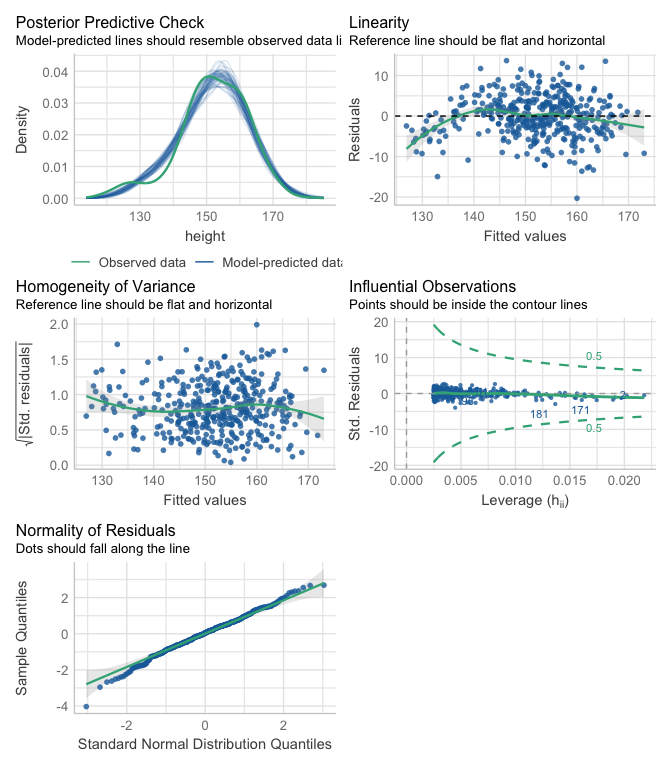 Posterior Predictive Check
Model-predicted lines should resemble observed data li
Density
0.04
0.03
0.02
0.01
0.00
130 150 170
height
Observed data Model-predicted data
Linearity
Reference line should be flat and horizontal
Residuals
10
0
-10
-20
130 140 150 160 170
Fitted values
Homogeneity of Variance
Reference line should be flat and horizontal
√|Std. residuals|
2.0
1.5
1.0
0.5
0.0
130 140 150 160 170
Fitted values
Influential Observations
Points should be inside the contour lines
Std. Residuals
20
10
0
-10
-20
0.5
2
181
171
0.5
0.000 0.005 0.010 0.015 0.020
Leverage (hii)
Normality of Residuals
Dots should fall along the line
Sample Quantiles
2
0
-2
-4
-2 0 2
Standard Normal Distribution Quantiles